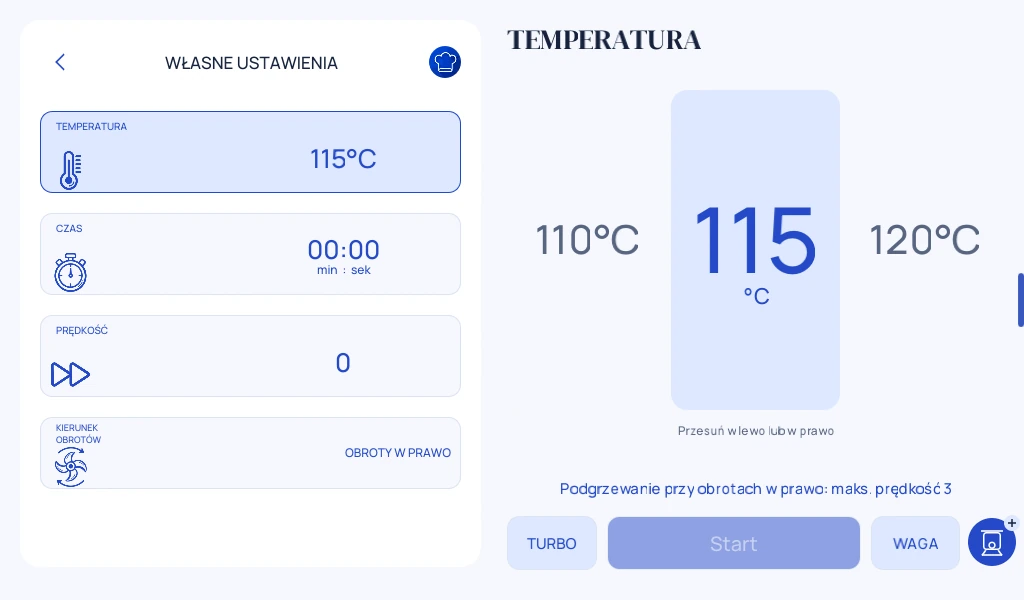 WŁASNE USTAWIENIA
TEMPERATURA
115°C
CZAS
00:00
min : sek
PRĘDKOŚĆ
0
KIERUNEK
OBROTÓW
OBROTY W PRAWO
TEMPERATURA
110°C
115
°C
120°C
Przesuń w lewo lub w prawo
Podgrzewanie przy obrotach w prawo: maks. prędkość 3
TURBO
Start
WAGA